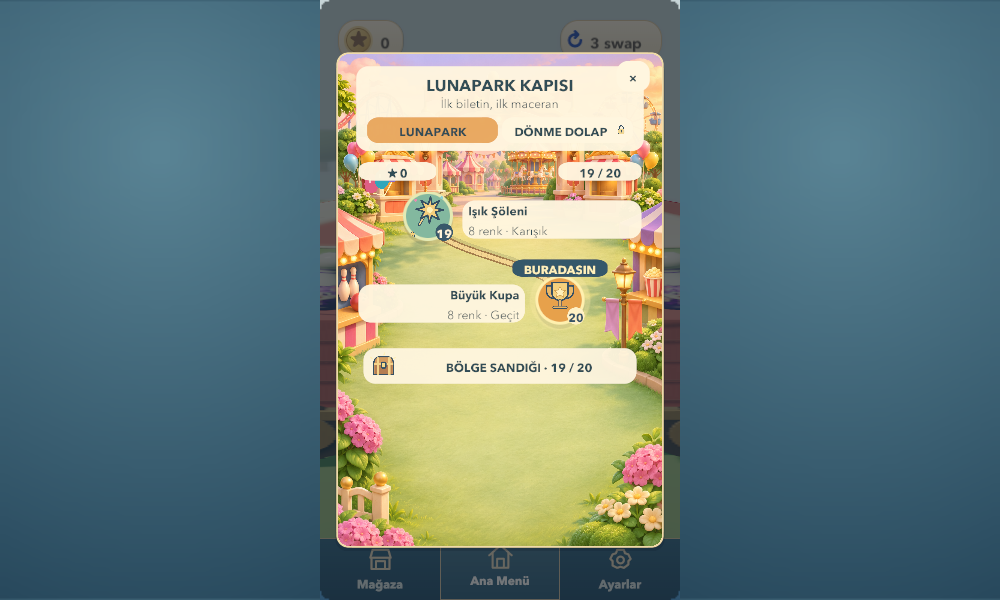 0
3 swap
×
LUNAPARK KAPISI
İlk biletin, ilk maceran
LUNAPARK
DÖNME DOLAP
★ 0
19 / 20
Işık Şöleni
19
8 renk · Karışık
BURADASIN
Büyük Kupa
8 renk · Geçit
20
BÖLGE SANDIĞI · 19 / 20
Mağaza
Ana Menü
Ayarlar